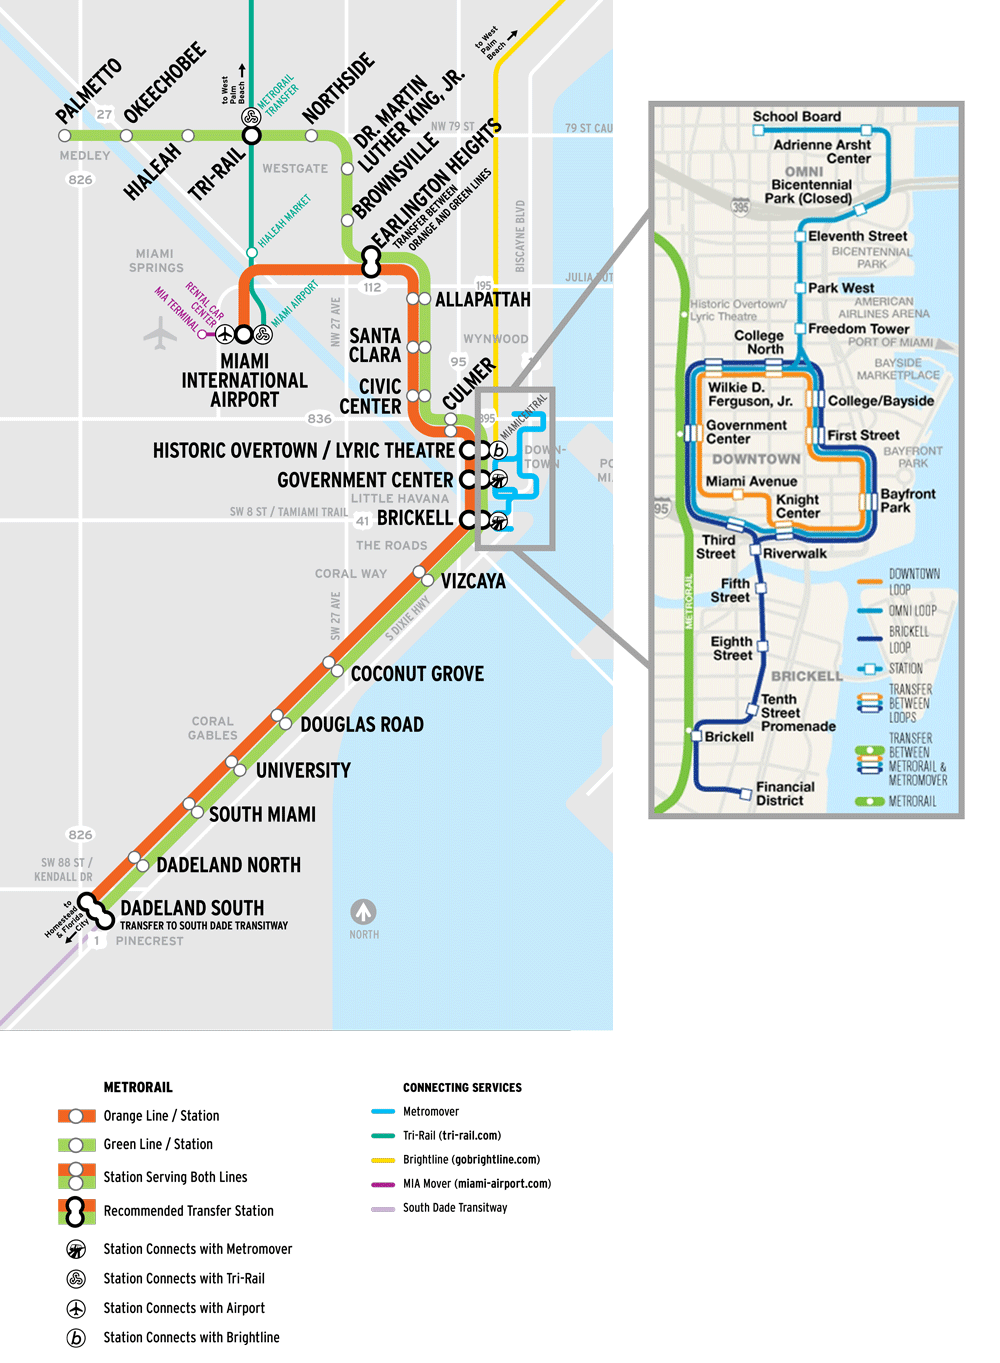 to West
Palm
Beach
to West
Palm
Beach
METRORAIL
TRANSFER
PALMETTO
OKEECHOBEE
HIALEAH
TRI-RAIL
NORTHSIDE
DR. MARTIN
LUTHER KING, JR.
BROWNSVILLE
EARLINGTON HEIGHTS
TRANSFER BETWEEN
ORANGE AND GREEN LINES
27
MEDLEY
826
WESTGATE
NW 79 ST
79 ST CAU
HIALEAH MARKET
MIAMI
SPRINGS
BISCAYNE BLVD
JULIA TUT
195
112
RENTAL CAR
CENTER
MIA TERMINAL
MIAMI AIRPORT
NW 27 AVE
ALLAPATTAH
MIAMI
INTERNATIONAL
AIRPORT
SANTA
CLARA
WYNWOOD
95
CIVIC
CENTER
CULMER
836
395
MIAMICENTRAL
HISTORIC OVERTOWN / LYRIC THEATRE
b
DOWN-
TOWN
GOVERNMENT CENTER
LITTLE HAVANA
SW 8 ST / TAMIAMI TRAIL
41
BRICKELL
THE ROADS
CORAL WAY
VIZCAYA
SW 27 AVE
S DIXIE HWY
COCONUT GROVE
CORAL
GABLES
DOUGLAS ROAD
UNIVERSITY
SOUTH MIAMI
826
SW 88 ST /
KENDALL DR
DADELAND NORTH
to
Homestead
& Florida
City
DADELAND SOUTH
TRANSFER TO SOUTH DADE TRANSITWAY
1
PINECREST
NORTH
School Board
Adrienne Arsht
Center
OMNI
Bicentennial
Park (Closed)
395
Eleventh Street
BICENTENNIAL
PARK
Park West
Historic Overtown/
Lyric Theatre
AMERICAN
AIRLINES ARENA
Freedom Tower
PORT OF MIAMI
College
North
BAYSIDE
MARKETPLACE
Wilkie D.
Ferguson, Jr.
College/Bayside
Government
Center
First Street
DOWNTOWN
BAYFRONT
PARK
Miami Avenue
Knight
Center
Bayfront
Park
95
Third
Street
Riverwalk
METRORAIL
Fifth
Street
Eighth
Street
BRICKELL
Tenth
Street
Promenade
Brickell
Financial
District
DOWNTOWN
LOOP
OMNI LOOP
BRICKELL
LOOP
STATION
TRANSFER
BETWEEN
LOOPS
TRANSFER
BETWEEN
METRORAIL &
METROMOVER
METRORAIL
METRORAIL
Orange Line / Station
Green Line / Station
Station Serving Both Lines
Recommended Transfer Station
Station Connects with Metromover
Station Connects with Tri-Rail
Station Connects with Airport
b
Station Connects with Brightline
CONNECTING SERVICES
Metromover
Tri-Rail (tri-rail.com)
Brightline (gobrightline.com)
MIA Mover (miami-airport.com)
South Dade Transitway